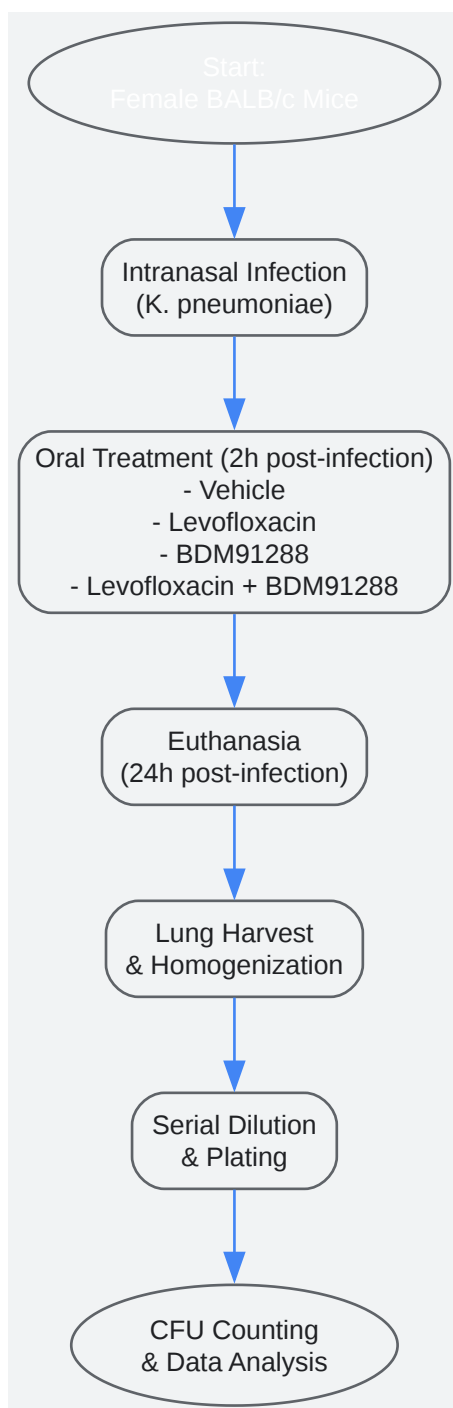 Start:
Female BALB/c Mice
Intranasal Infection
(K. pneumoniae)
Oral Treatment (2h post-infection)
- Vehicle
- Levofloxacin
- BDM91288
- Levofloxacin + BDM91288
Euthanasia
(24h post-infection)
Lung Harvest
& Homogenization
Serial Dilution
& Plating
CFU Counting
& Data Analysis